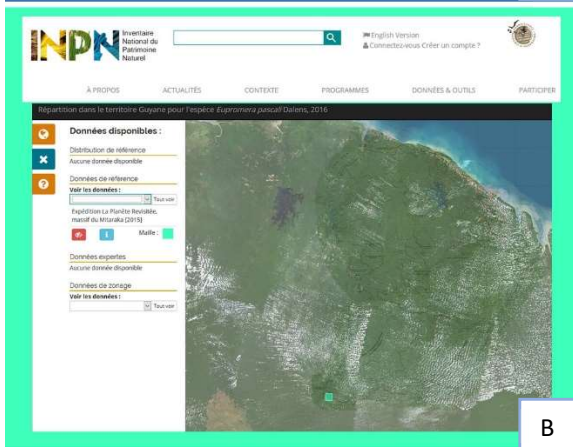 INPN
Inventaire
National du
Patrimoine
Naturel
English Version
Connectez-vous Créer un compte ?
À PROPOS ACTUALITÉS CONTEXTE PROGRAMMES DONNÉES & OUTILS PARTICIPER
Répartition dans le territoire Guyane pour l'espèce Eupromera pascali Dalens, 2016
Données disponibles :
Distribution de référence
Aucune donnée disponible
Données de référence
Voir les données :
Tout voir
Expédition La Planète Revisitée,
massif du Mitaraka [2015]
Maille :
Données expertes
Aucune donnée disponible
Données de zonage
Voir les données :
Tout voir
B